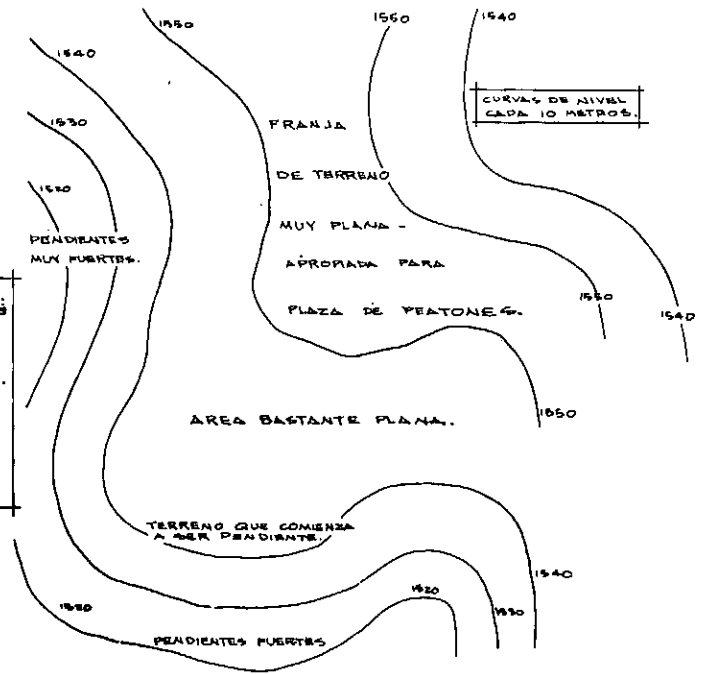 1550
1550
1540
1540
CURVAS DE NIVEL
CADA 10 METROS.
1530
FRANJA
DE TERRENO
MUY PLANA -
APROPIADA PARA
PLAZA DE PEATONES.
1520
PENDIENTES
MUY FUERTES.
1550
1540
1550
AREA BASTANTE PLANA.
TERRENO QUE COMIENZA
A SER PENDIENTE.
1540
1520
1530
1520
PENDIENTES FUERTES